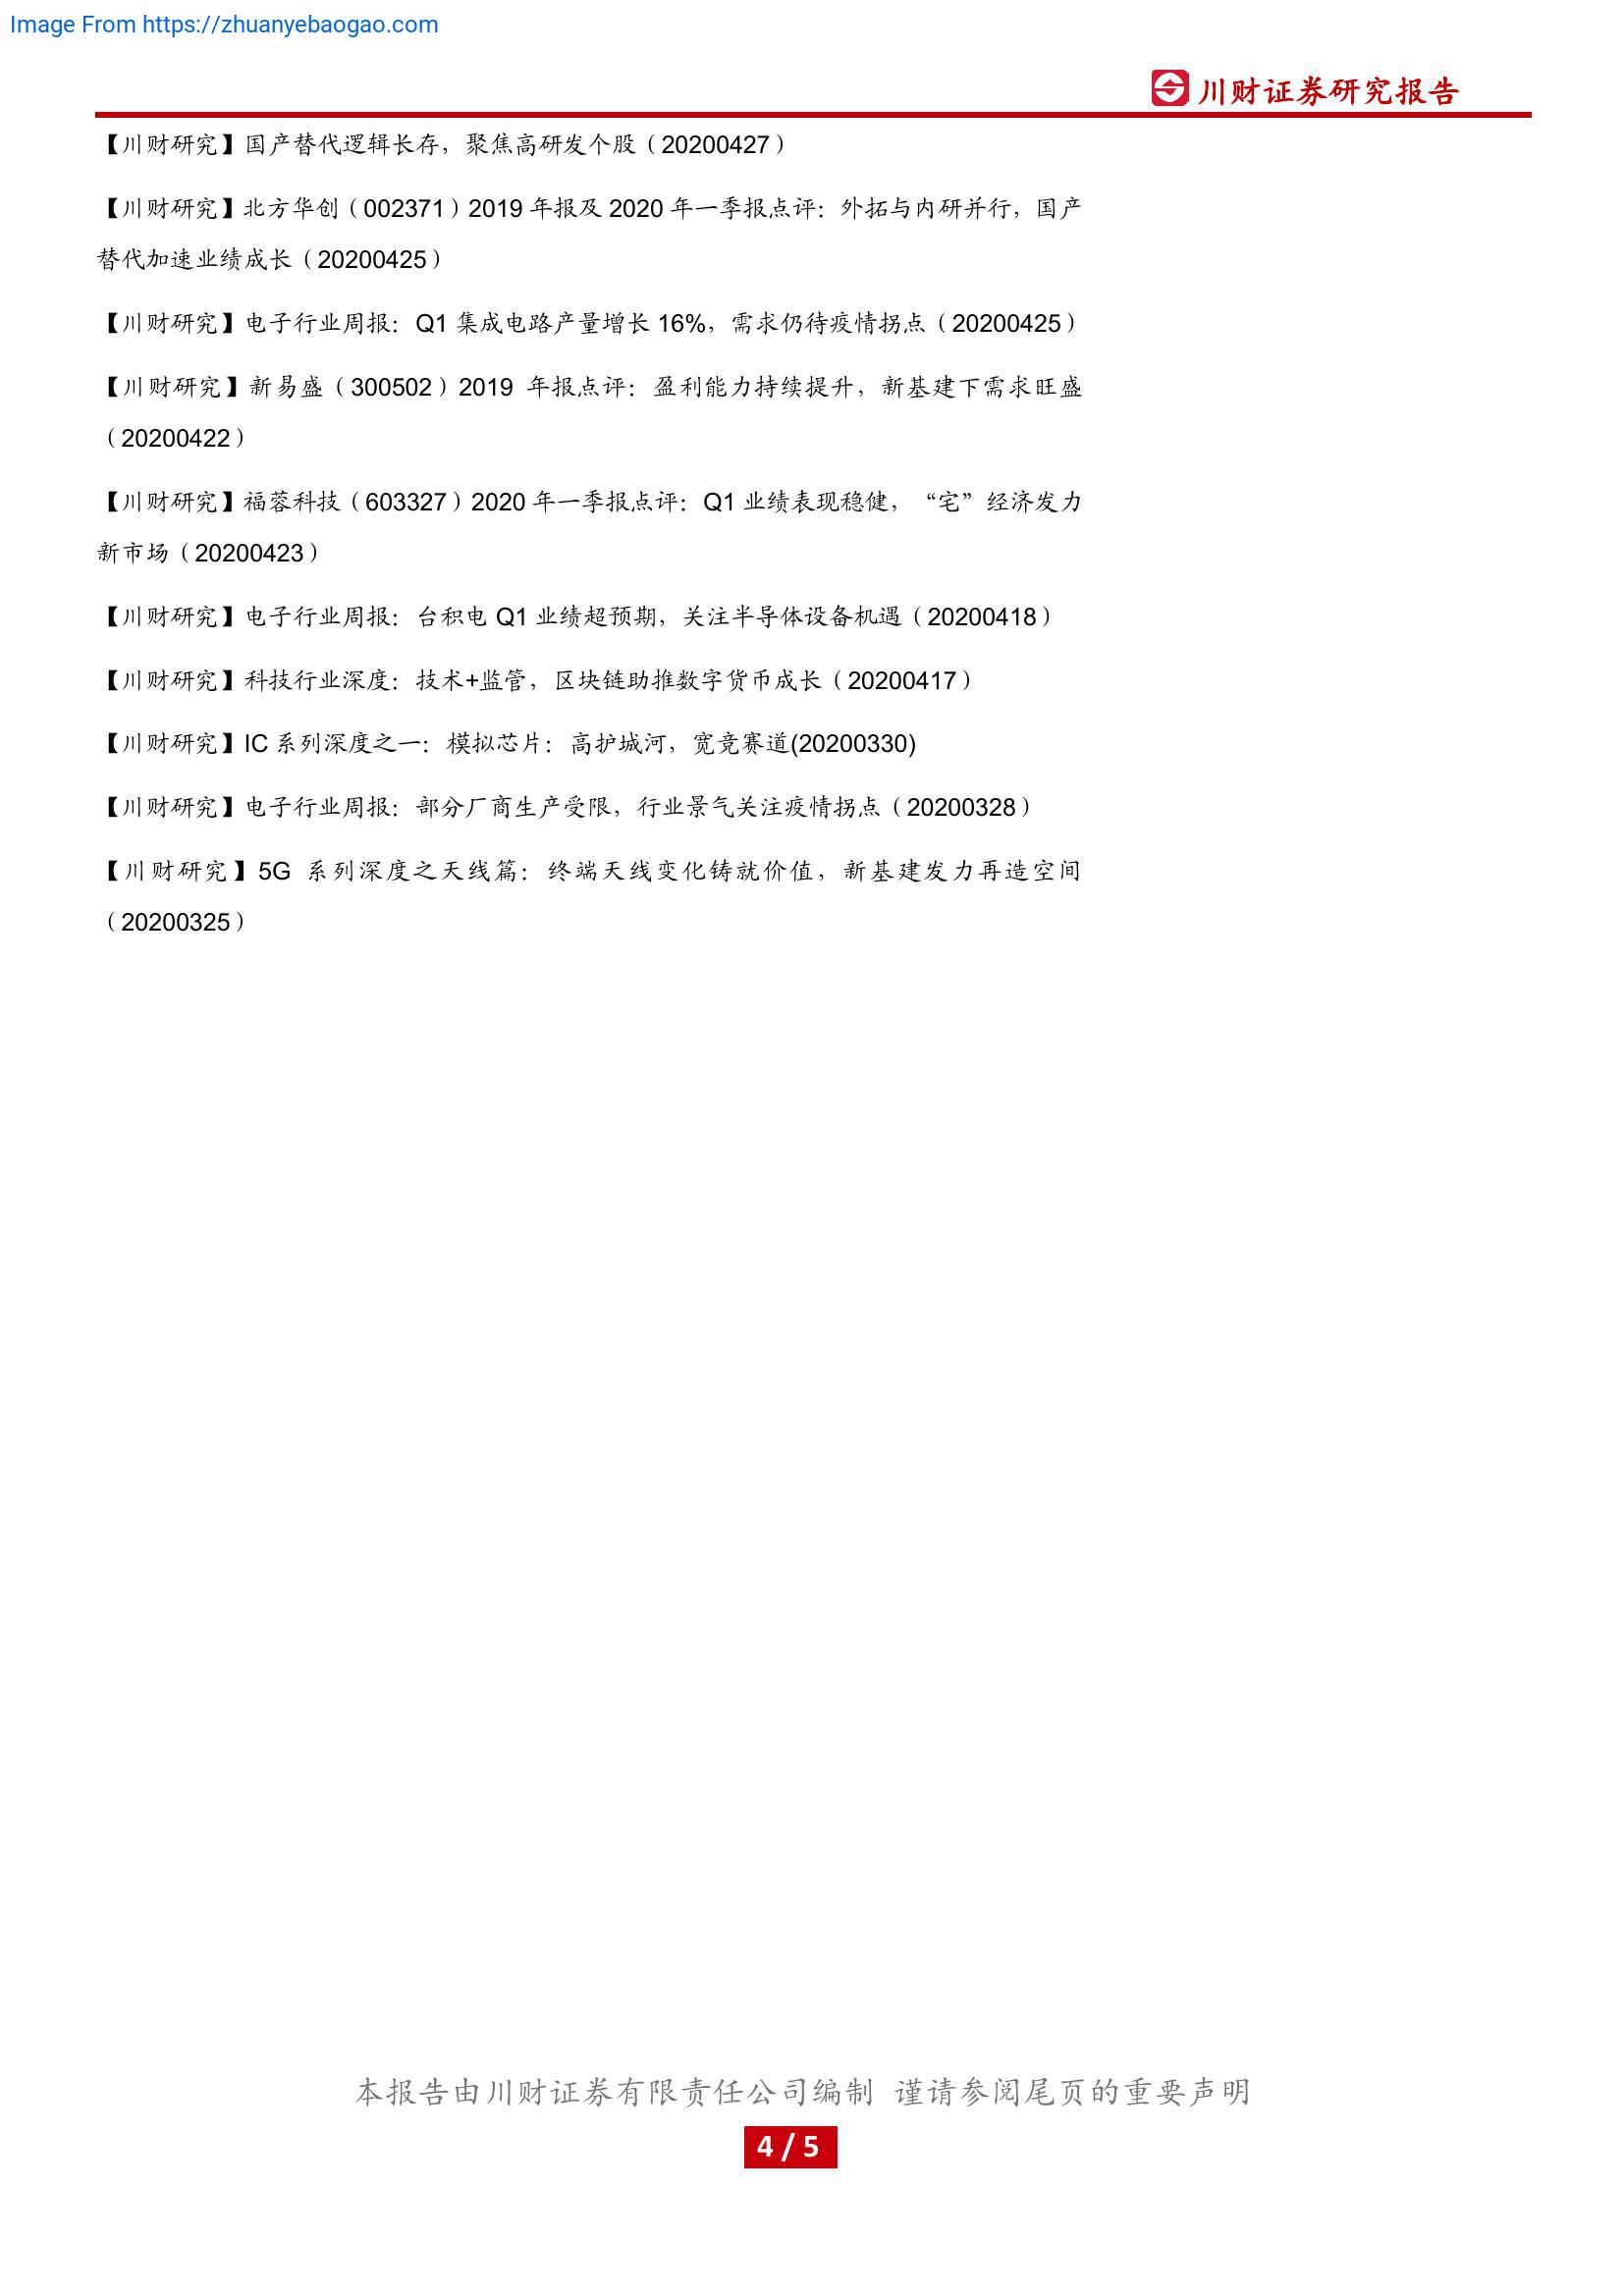 Image From https://zhuanyebaogao.com
川财证券研究报告
【川财研究】国产替代逻辑长存，聚焦高研发个股（20200427）
【川财研究】北方华创（002371）2019 年报及 2020 年一季报点评：外拓与内研并行，国产
替代加速业绩成长（20200425）
【川财研究】电子行业周报：Q1 集成电路产量增长 16%，需求仍待疫情拐点（20200425）
【川财研究】新易盛（300502）2019 年报点评：盈利能力持续提升，新基建下需求旺盛
（20200422）
【川财研究】福蓉科技（603327）2020 年一季报点评：Q1 业绩表现稳健，“宅”经济发力
新市场（20200423）
【川财研究】电子行业周报：台积电 Q1 业绩超预期，关注半导体设备机遇（20200418）
【川财研究】科技行业深度：技术+监管，区块链助推数字货币成长（20200417）
【川财研究】IC 系列深度之一：模拟芯片：高护城河，宽竞赛道(20200330)
【川财研究】电子行业周报：部分厂商生产受限，行业景气关注疫情拐点（20200328）
【川财研究】5G 系列深度之天线篇：终端天线变化铸就价值，新基建发力再造空间
（20200325）
本报告由川财证券有限责任公司编制 谨请参阅尾页的重要声明
4 / 5